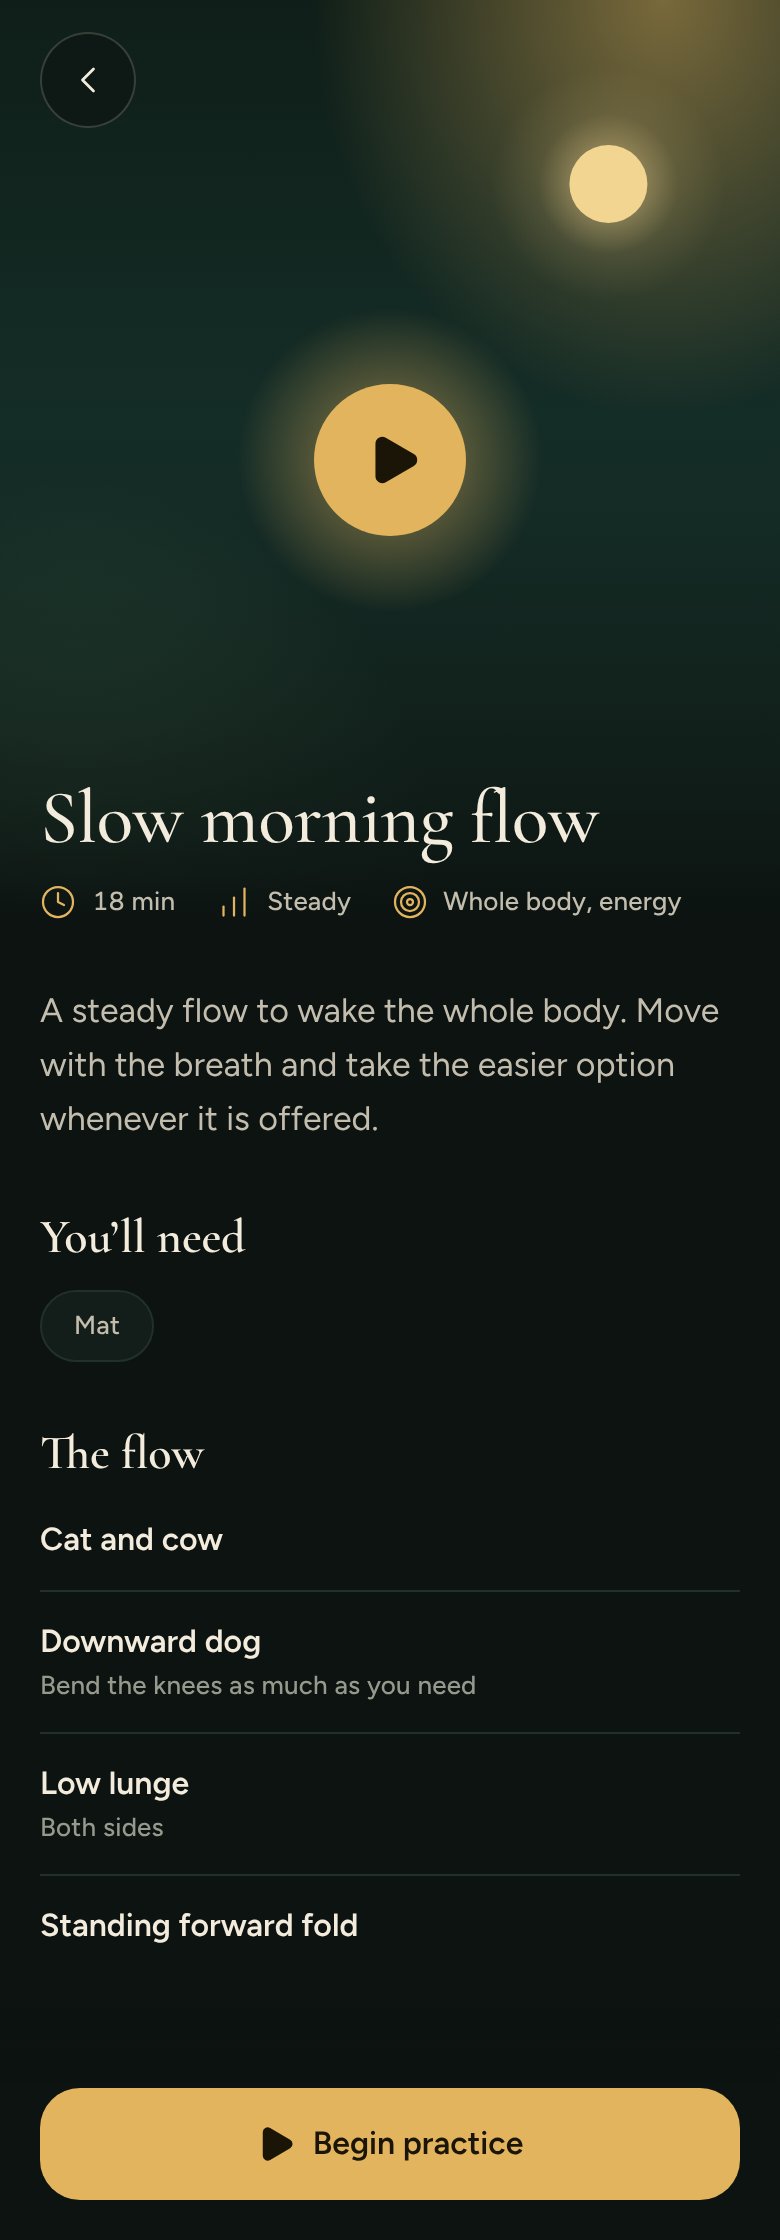 Slow morning flow
18 min Steady Whole body, energy
A steady flow to wake the whole body. Move
with the breath and take the easier option
whenever it is offered.
You’ll need
Mat
The flow
Cat and cow
Downward dog
Bend the knees as much as you need
Low lunge
Both sides
Standing forward fold
Begin practice